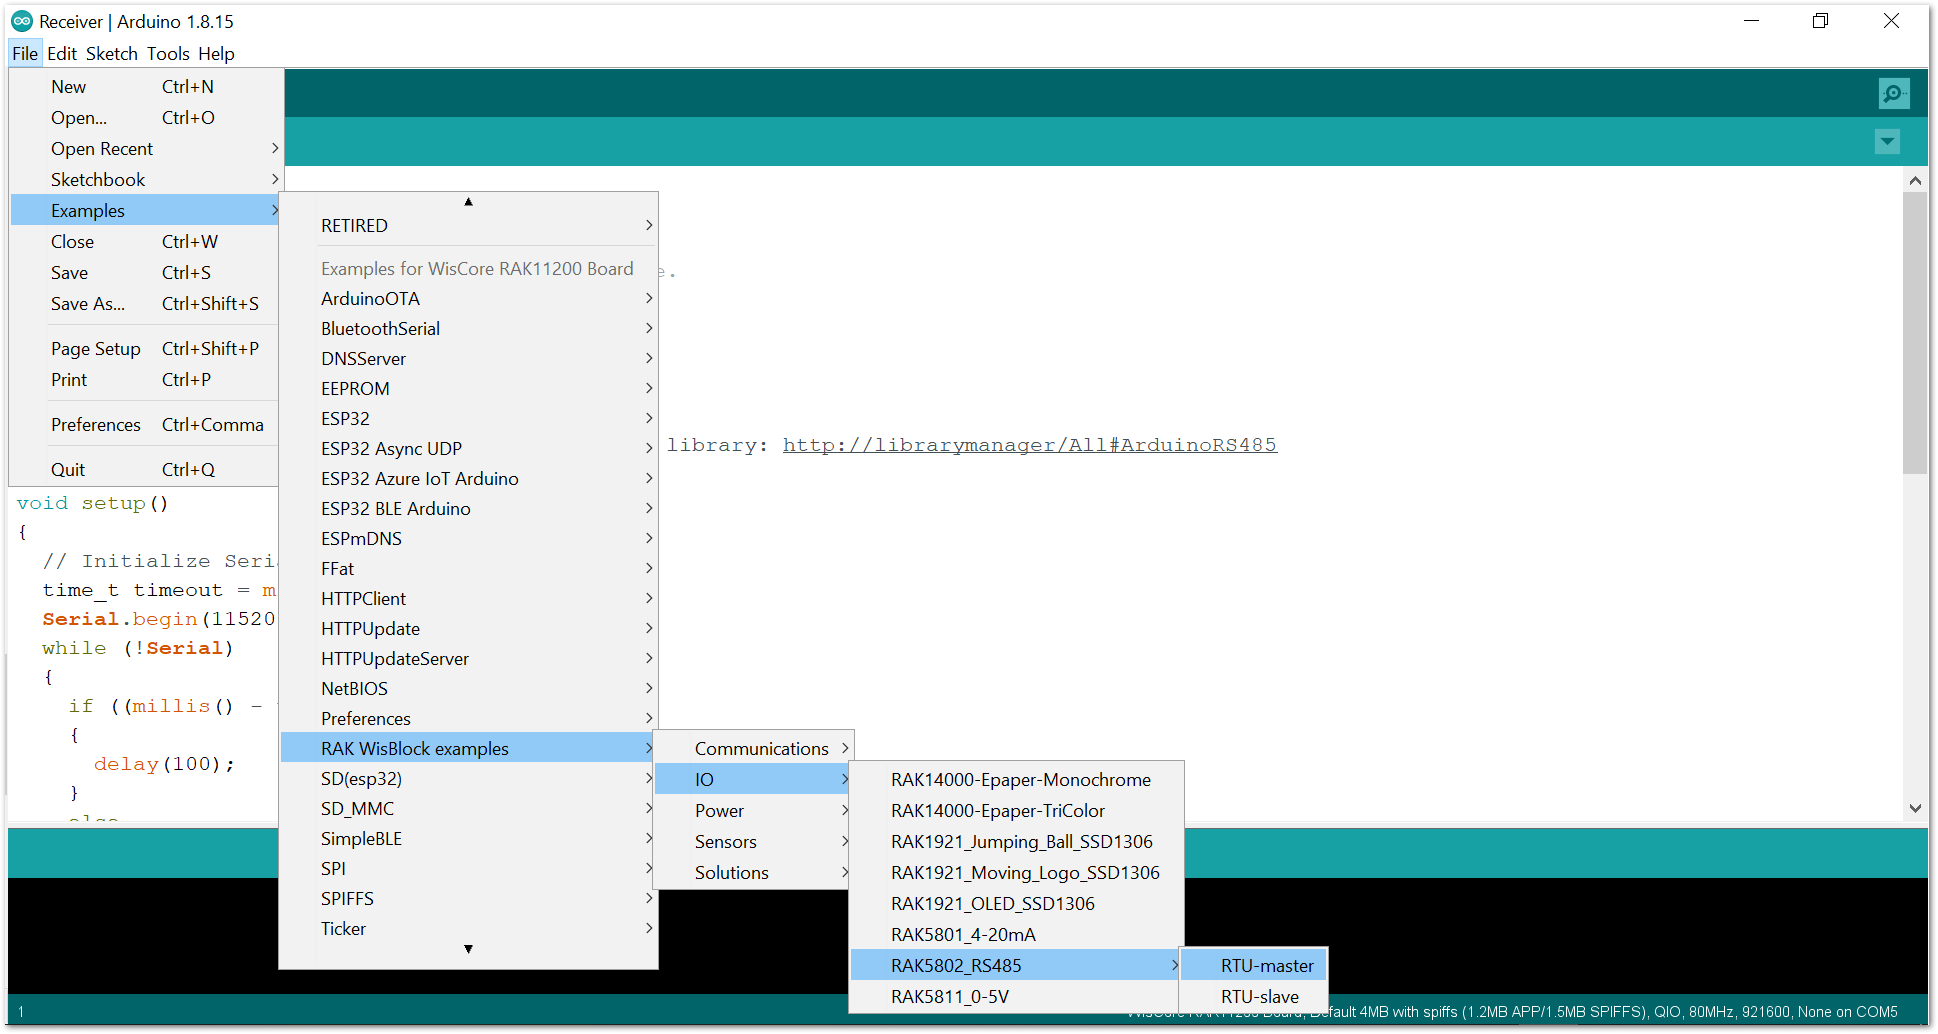 Receiver | Arduino 1.8.15
File Edit Sketch Tools Help
New Ctrl+N
Open... Ctrl+O
Open Recent
Sketchbook
Examples
Close Ctrl+W
Save Ctrl+S
Save As... Ctrl+Shift+S
Page Setup Ctrl+Shift+P
Print Ctrl+P
Preferences Ctrl+Comma
Quit Ctrl+Q
RETIRED
Examples for WisCore RAK11200 Board
ArduinoOTA
BluetoothSerial
DNSServer
EEPROM
ESP32
ESP32 Async UDP
ESP32 Azure IoT Arduino
ESP32 BLE Arduino
ESPmDNS
FFat
HTTPClient
HTTPUpdate
HTTPUpdateServer
NetBIOS
Preferences
RAK WisBlock examples
SD(esp32)
SD_MMC
SimpleBLE
SPI
SPIFFS
Ticker
Communications
IO
Power
Sensors
Solutions
RAK14000-Epaper-Monochrome
RAK14000-Epaper-TriColor
RAK1921_Jumping_Ball_SSD1306
RAK1921_Moving_Logo_SSD1306
RAK1921_OLED_SSD1306
RAK5801_4-20mA
RAK5802_RS485
RAK5811_0-5V
RTU-master
RTU-slave
e.
library: http://librarymanager/All#ArduinoRS485
void setup()
{
// Initialize Seri
time_t timeout = m
Serial.begin(11520
while (!Serial)
{
if ((millis() -
{
delay(100);
}
else
1
Default 4MB with spiffs (1.2MB APP/1.5MB SPIFFS), QIO, 80MHz, 921600, None on COM5